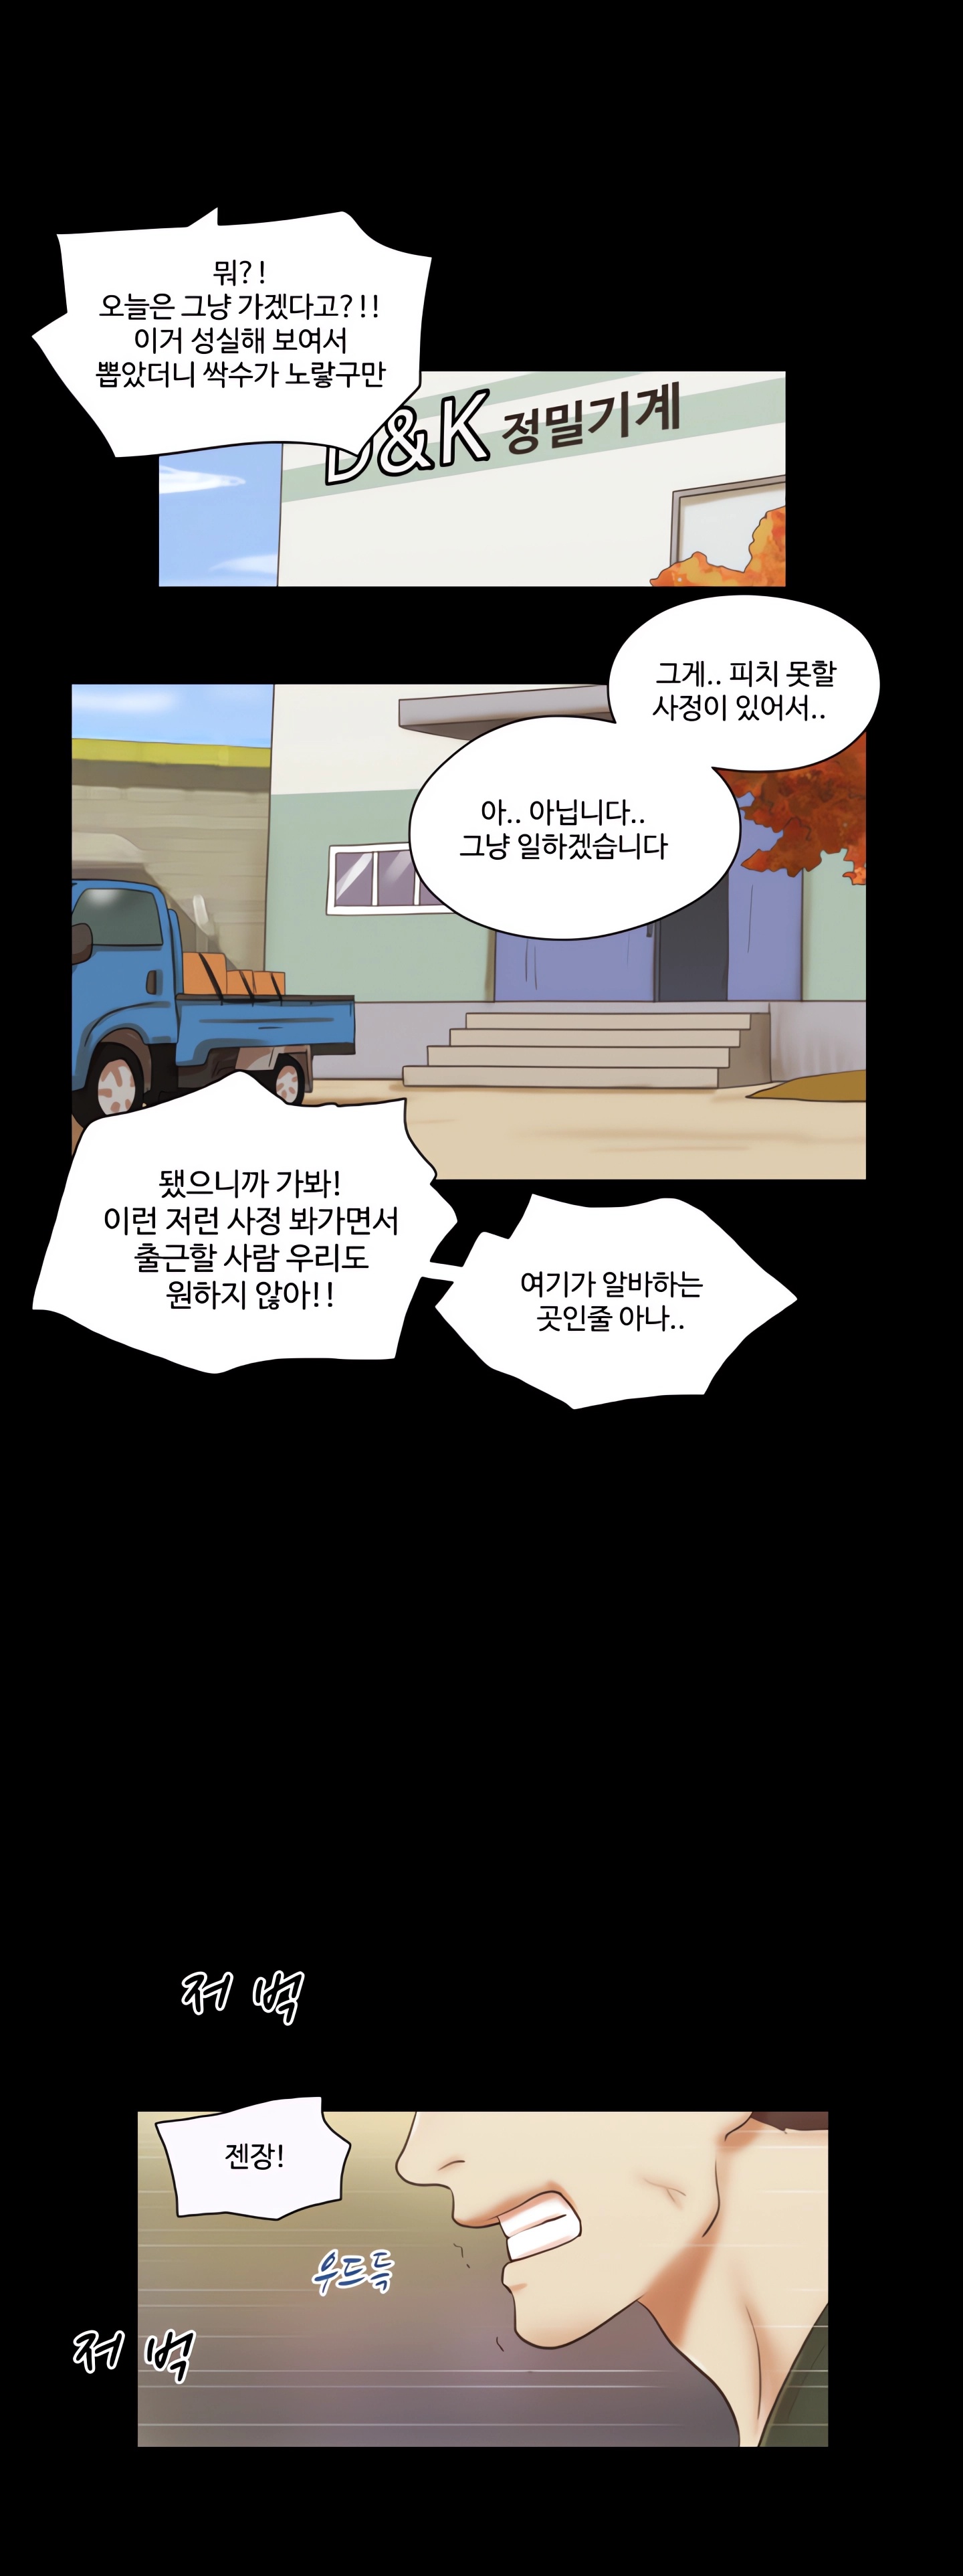 뭐?!
오늘은 그냥 가겠다고?!!
이거 성실해 보여서
뽑았더니 싹수가 노랗구만
D&K 정밀기계
그게.. 피치 못할
사정이 있어서..
아.. 아닙니다..
그냥 일하겠습니다
됐으니까 가봐!
이런 저런 사정 봐가면서
출근할 사람 우리도
원하지 않아!!
여기가 알바하는
곳인줄 아나..
저 벅
젠장!
우드득
저 벅